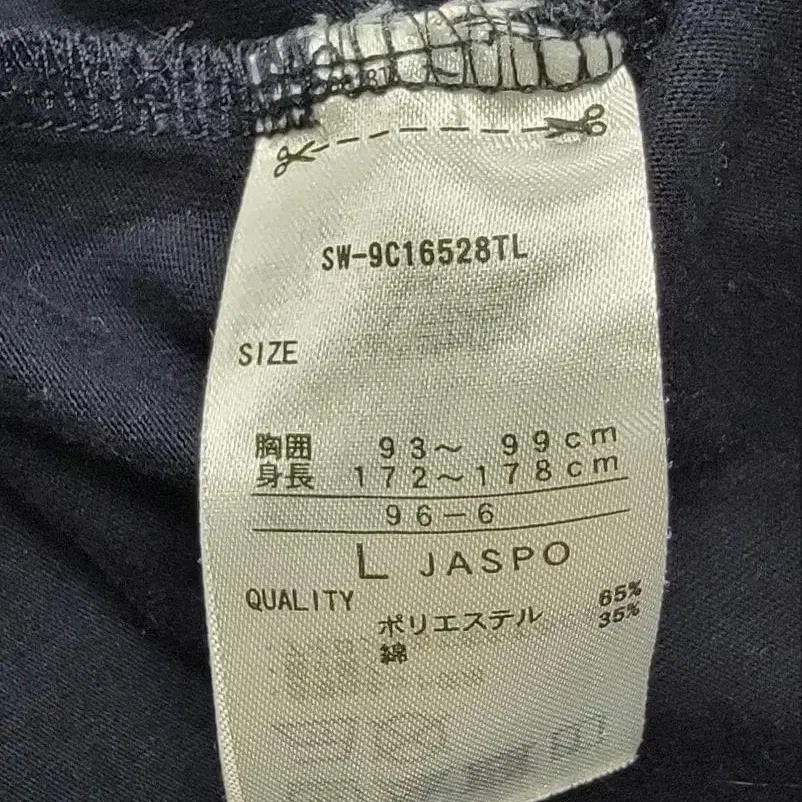 SW-9C16528TL
SIZE
胸囲 93～ 99cm
身長 172～178cm
96-6
L JASPO
QUALITY
ポリエステル 65%
綿 35%